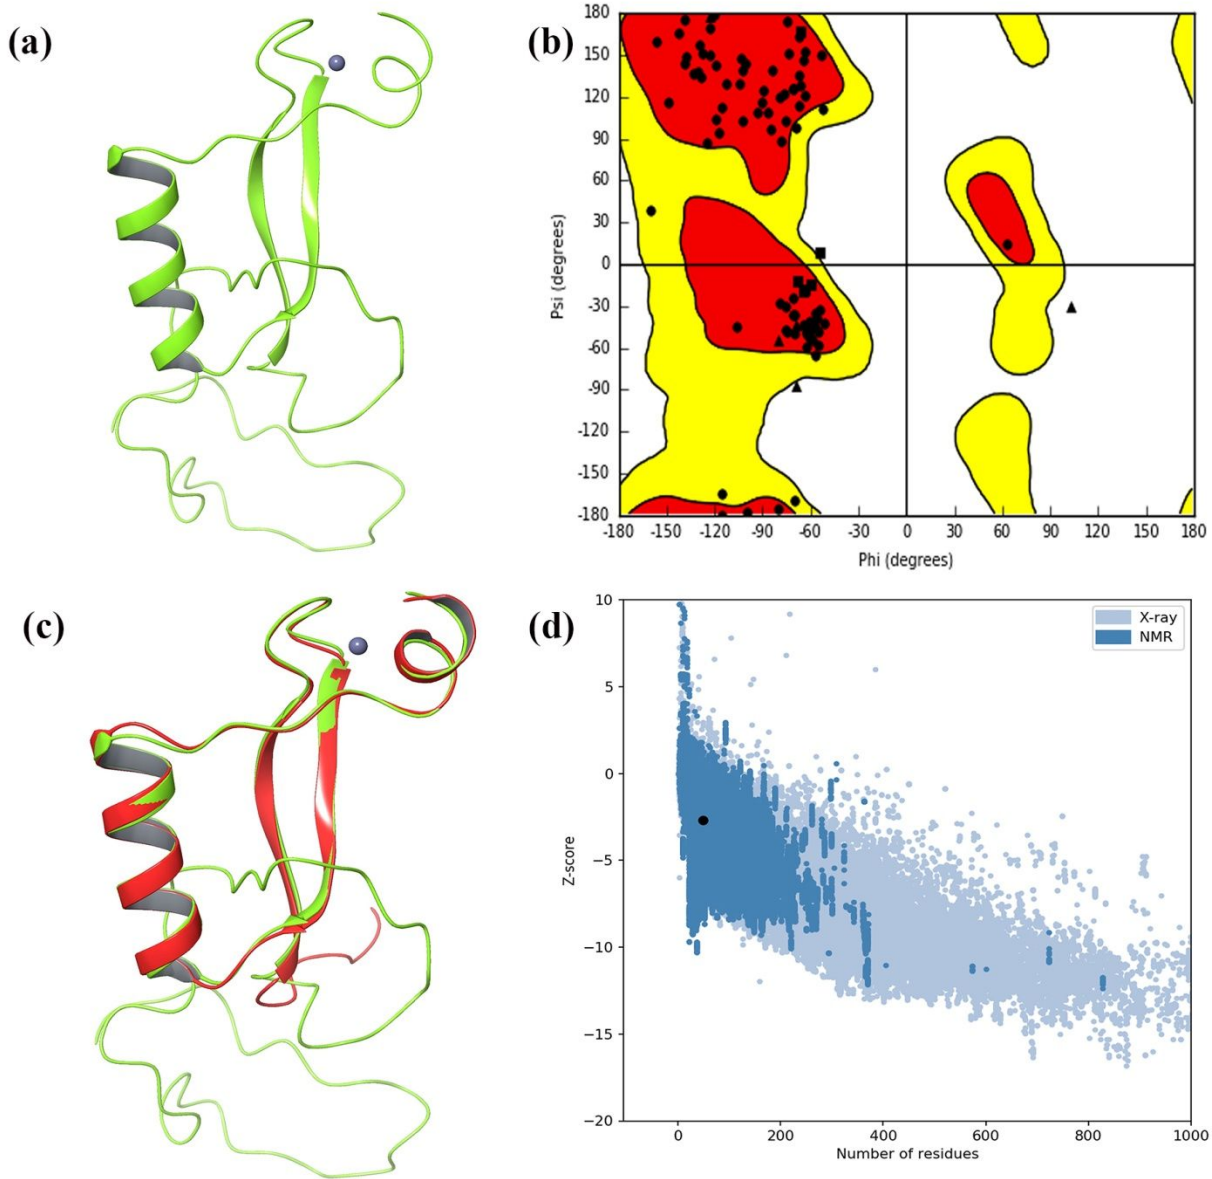 (a)
(b)
180
150
120
90
60
30
0
-30
-60
-90
-120
-150
-180
Psi (degrees)
-180 -150 -120 -90 -60 -30 0 30 60 90 120 150 180
Phi (degrees)
(c)
(d)
10
5
0
−5
−10
−15
−20
Z-score
X-ray
NMR
0 200 400 600 800 1000
Number of residues